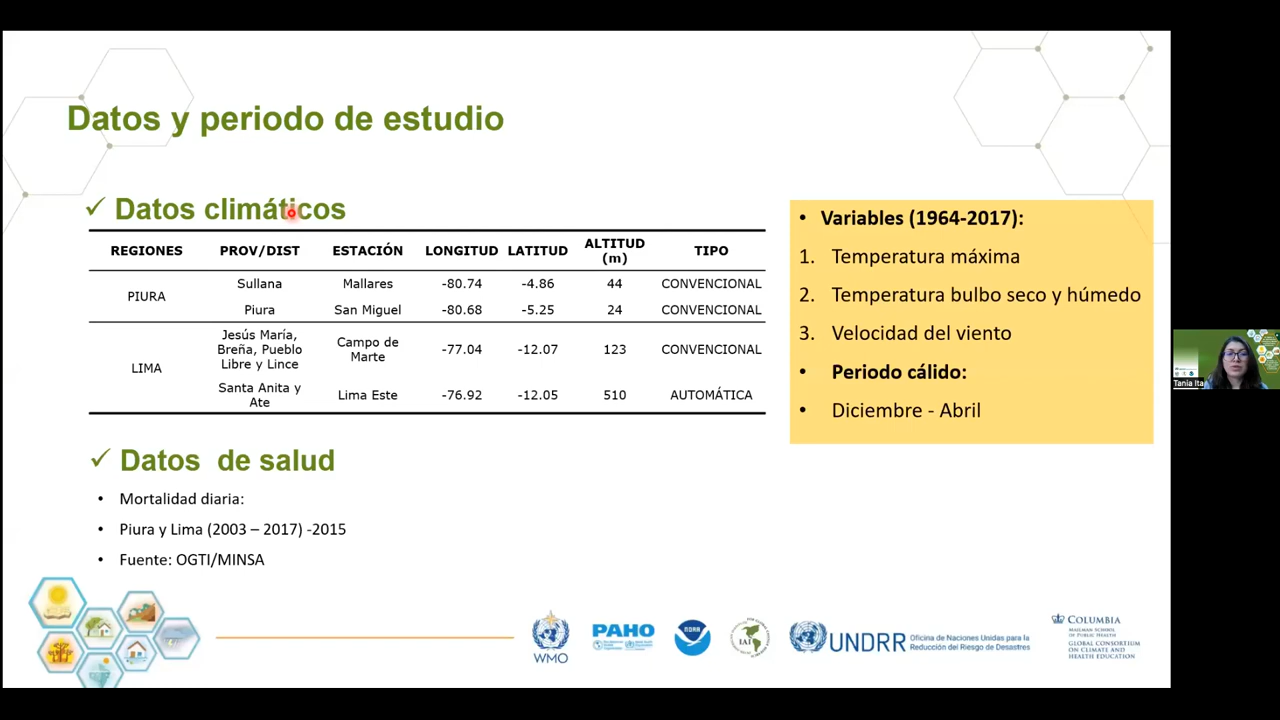 Datos y periodo de estudio
✓ Datos climáticos
REGIONES PROV/DIST ESTACIÓN LONGITUD LATITUD ALTITUD (m) TIPO
PIURA
Sullana Mallares -80.74 -4.86 44 CONVENCIONAL
Piura San Miguel -80.68 -5.25 24 CONVENCIONAL
LIMA
Jesús María,
Breña, Pueblo
Libre y Lince
Campo de
Marte
-77.04 -12.07 123 CONVENCIONAL
Santa Anita y
Ate
Lima Este -76.92 -12.05 510 AUTOMÁTICA
• Variables (1964-2017):
1. Temperatura máxima
2. Temperatura bulbo seco y húmedo
3. Velocidad del viento
• Periodo cálido:
• Diciembre - Abril
✓ Datos de salud
• Mortalidad diaria:
• Piura y Lima (2003 – 2017) -2015
• Fuente: OGTI/MINSA
WMO
PAHO
NOAA
IAI
UNDRR
Oficina de Naciones Unidas para la
Reducción del Riesgo de Desastres
COLUMBIA
MAILMAN SCHOOL
OF PUBLIC HEALTH
GLOBAL CONSORTIUM
ON CLIMATE AND
HEALTH EDUCATION
Tania Ita